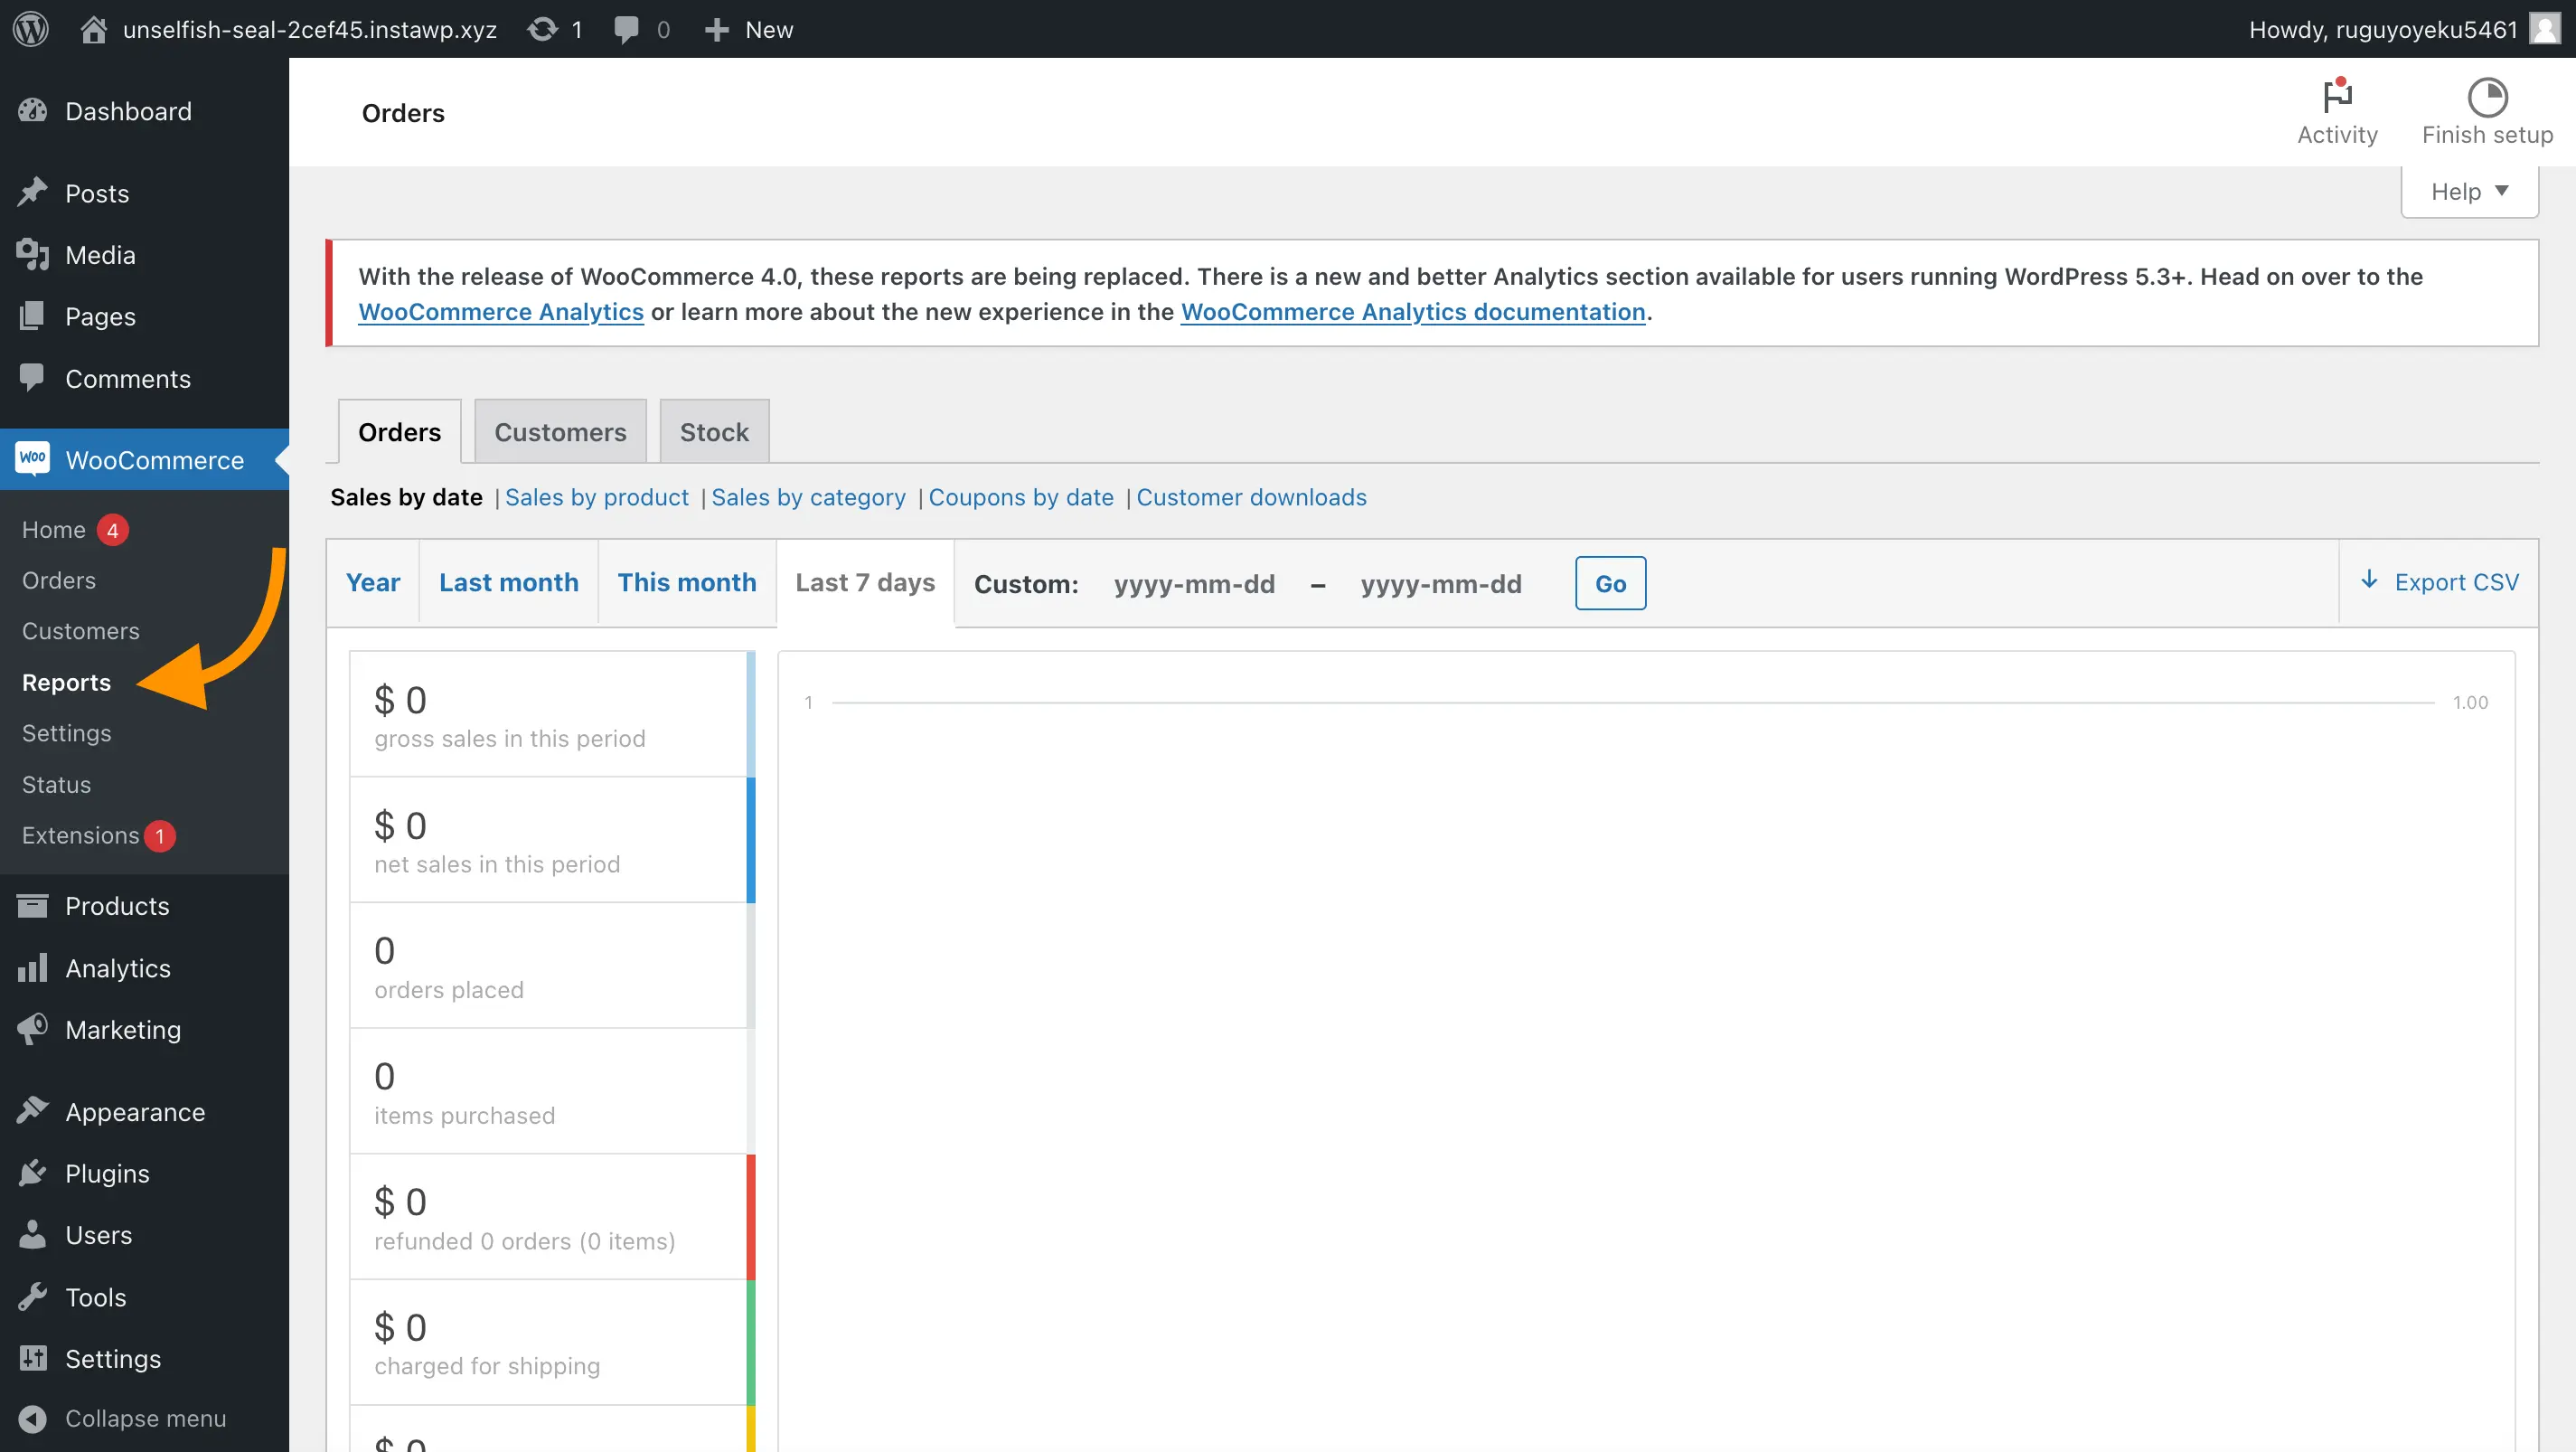 unselfish-seal-2cef45.instawp.xyz 1 0 New Howdy, ruguyoyeku5461
Dashboard
Posts
Media
Pages
Comments
Woo WooCommerce
Home 4
Orders
Customers
Reports
Settings
Status
Extensions 1
Products
Analytics
Marketing
Appearance
Plugins
Users
Tools
Settings
Collapse menu
Orders
Activity
Finish setup
Help
With the release of WooCommerce 4.0, these reports are being replaced. There is a new and better Analytics section available for users running WordPress 5.3+. Head on over to the
WooCommerce Analytics or learn more about the new experience in the WooCommerce Analytics documentation.
Orders Customers Stock
Sales by date | Sales by product | Sales by category | Coupons by date | Customer downloads
Year Last month This month Last 7 days Custom: yyyy-mm-dd – yyyy-mm-dd Go Export CSV
$ 0
gross sales in this period
$ 0
net sales in this period
0
orders placed
0
items purchased
$ 0
refunded 0 orders (0 items)
$ 0
charged for shipping
$ 0
1 1.00